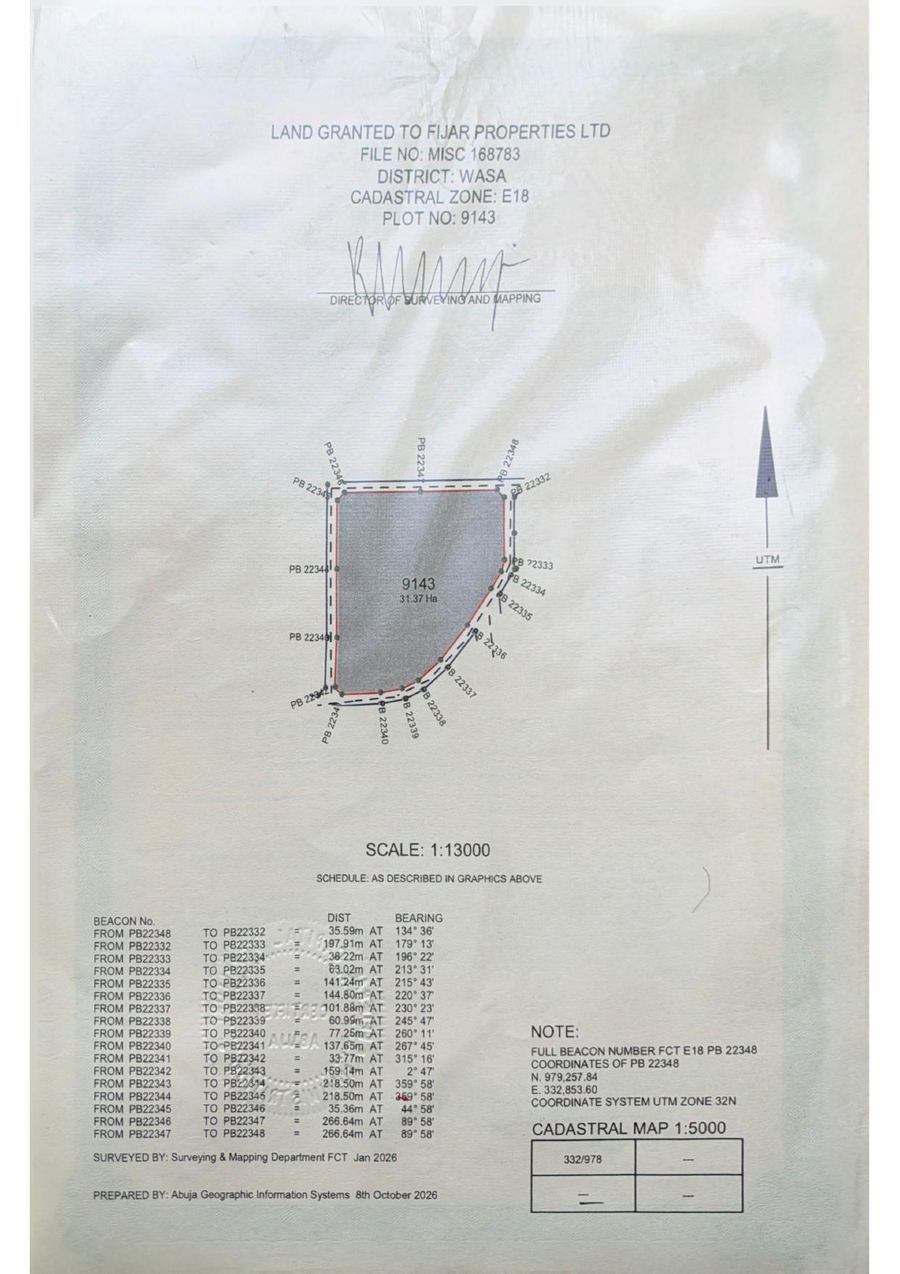 LAND GRANTED TO FIJAR PROPERTIES LTD
FILE NO: MISC 168783
DISTRICT: WASA
CADASTRAL ZONE: E18
PLOT NO: 9143
DIRECTOR OF SURVEYING AND MAPPING
PB 22348
PB 22332
PB 22333
PB 22334
PB 22335
PB 22336
PB 22337
PB 22338
PB 22339
PB 22340
9143
31.37 Ha
UTM
SCALE: 1:13000
SCHEDULE: AS DESCRIBED IN GRAPHICS ABOVE
BEACON No. DIST BEARING
FROM PB22348 TO PB22332 = 35.59m AT 134° 36'
FROM PB22332 TO PB22333 = 197.91m AT 179° 13'
FROM PB22333 TO PB22334 = 38.22m AT 196° 22'
FROM PB22334 TO PB22335 = 63.02m AT 213° 31'
FROM PB22335 TO PB22336 = 141.24m AT 215° 43'
FROM PB22336 TO PB22337 = 144.80m AT 220° 37'
FROM PB22337 TO PB22338 = 101.88m AT 230° 23'
FROM PB22338 TO PB22339 = 60.99m AT 245° 47'
FROM PB22339 TO PB22340 = 77.25m AT 260° 11'
FROM PB22340 TO PB22341 = 137.65m AT 267° 45'
FROM PB22341 TO PB22342 = 33.77m AT 315° 16'
FROM PB22342 TO PB22343 = 159.14m AT 2° 47'
FROM PB22343 TO PB22344 = 218.50m AT 359° 58'
FROM PB22344 TO PB22345 = 218.50m AT 359° 58'
FROM PB22345 TO PB22346 = 35.36m AT 44° 58'
FROM PB22346 TO PB22347 = 266.64m AT 89° 58'
FROM PB22347 TO PB22348 = 266.64m AT 89° 58'
SURVEYED BY: Surveying & Mapping Department FCT Jan 2026
PREPARED BY: Abuja Geographic Information Systems 8th October 2026
NOTE:
FULL BEACON NUMBER FCT E18 PB 22348
COORDINATES OF PB 22348
N. 979,257.84
E. 332,853.60
COORDINATE SYSTEM UTM ZONE 32N
CADASTRAL MAP 1:5000
332/978 ---
--- ---